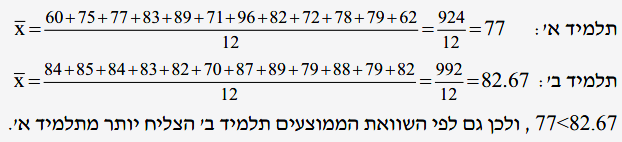 תלמיד א': x̄ = (60+75+77+83+89+71+96+82+72+78+79+62)/12 = 924/12 = 77
תלמיד ב': x̄ = (84+85+84+83+82+70+87+89+79+88+79+82)/12 = 992/12 = 82.67
77<82.67 , ולכן גם לפי השוואת הממוצעים תלמיד ב' הצליח יותר מתלמיד א'.